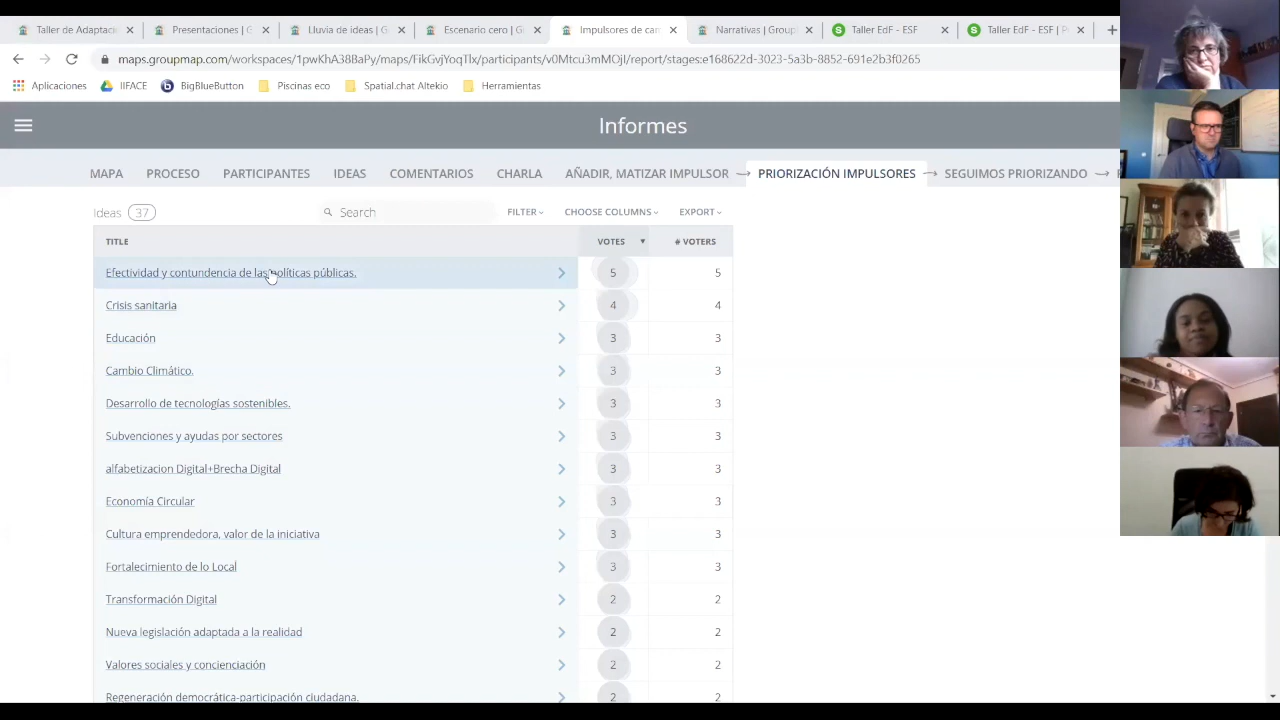 Taller de Adaptac
Pulsores de can
Lluvia de ideas | G
Escenario cero | G
Impulsores de cam
Narrativas | Group
Taller EdF - ESF
Taller EdF - ESF
maps.groupmap.com/workspaces/1pwKhA38BaPy/maps/FikGvjYoqTlx/participants/units/v0Mtcu3mMOJI/report/stages:e168622d-3023-5a3b-8852-691e2b3f0265
Aplicaciones IIFACE BigBlueButton Piscinas eco Spatial.chat Altekio Herramientas
Informes
MAPA PROCESO PARTICIPANTES IDEAS COMENTARIOS CHARLA AÑADIR, MATIZAR IMPULSOR → PRIORIZACIÓN IMPULSORES → SEGUIMOS PRIORIZANDO →
Ideas 37 Search FILTER CHOOSE COLUMNS EXPORT
TITLE VOTES # VOTERS
Efectividad y contundencia de las políticas públicas. 5 5
Crisis sanitaria 4 4
Educación 3 3
Cambio Climático. 3 3
Desarrollo de tecnologías sostenibles. 3 3
Subvenciones y ayudas por sectores 3 3
alfabetizacion Digital+Brecha Digital 3 3
Economía Circular 3 3
Cultura emprendedora, valor de la iniciativa 3 3
Fortalecimiento de lo Local 3 3
Transformación Digital 2 2
Nueva legislación adaptada a la realidad 2 2
Valores sociales y concienciación 2 2
Regeneración democrática-participación ciudadana. 2 2